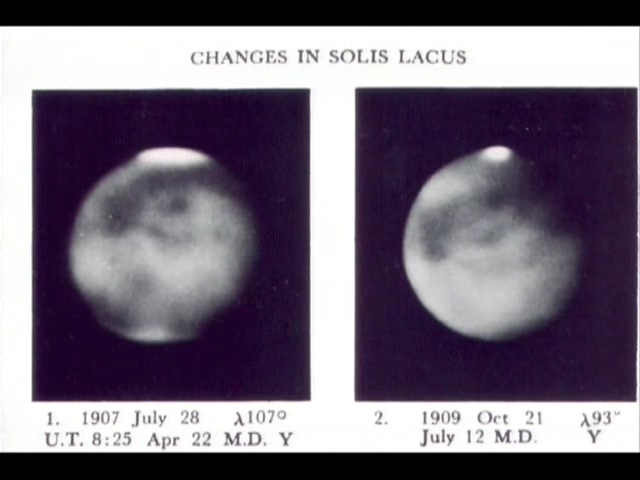 CHANGES IN SOLIS LACUS
1. 1907 July 28 λ107°
U.T. 8:25 Apr 22 M.D. Y
2. 1909 Oct 21 λ93°
July 12 M.D. Y